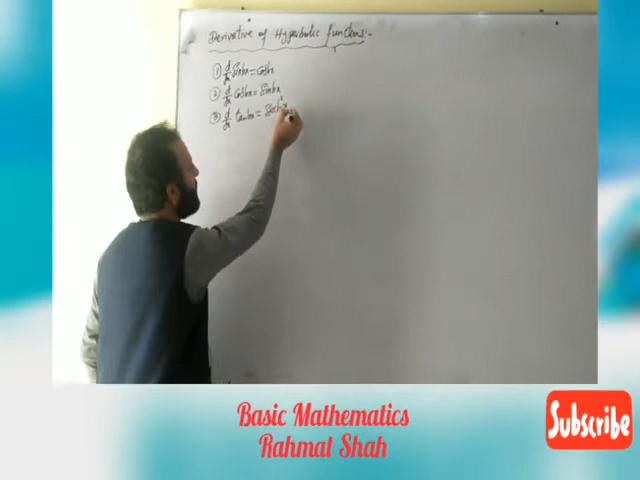 Derivative of Hyperbolic functions:-
① d/dx Sinhx = Coshx
② d/dx Coshx = Sinhx
③ d/dx tanhx = Sech²x
Basic Mathematics
Rahmat Shah
Subscribe